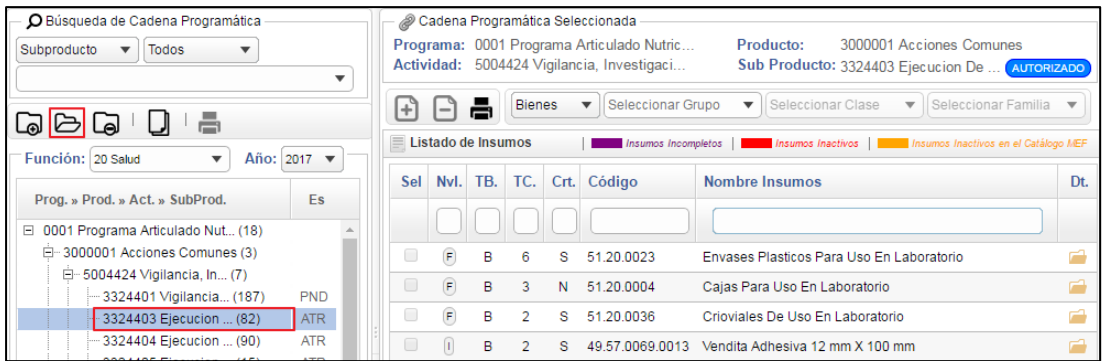 Búsqueda de Cadena Programática
Subproducto Todos
Función: 20 Salud Año: 2017
Prog. » Prod. » Act. » SubProd. Es
0001 Programa Articulado Nut... (18)
3000001 Acciones Comunes (3)
5004424 Vigilancia, In... (7)
3324401 Vigilancia... (187) PND
3324403 Ejecucion ... (82) ATR
3324404 Ejecucion ... (90) ATR
Cadena Programática Seleccionada
Programa: 0001 Programa Articulado Nutric... Producto: 3000001 Acciones Comunes
Actividad: 5004424 Vigilancia, Investigaci... Sub Producto: 3324403 Ejecucion De ... AUTORIZADO
Bienes Seleccionar Grupo Seleccionar Clase Seleccionar Familia
Listado de Insumos | Insumos Incompletos | Insumos Inactivos | Insumos Inactivos en el Catálogo MEF
Sel Nvl. TB. TC. Crt. Código Nombre Insumos Dt.
F B 6 S 51.20.0023 Envases Plasticos Para Uso En Laboratorio
F B 3 N 51.20.0004 Cajas Para Uso En Laboratorio
F B 2 S 51.20.0036 Crioviales De Uso En Laboratorio
I B 2 S 49.57.0069.0013 Vendita Adhesiva 12 mm X 100 mm